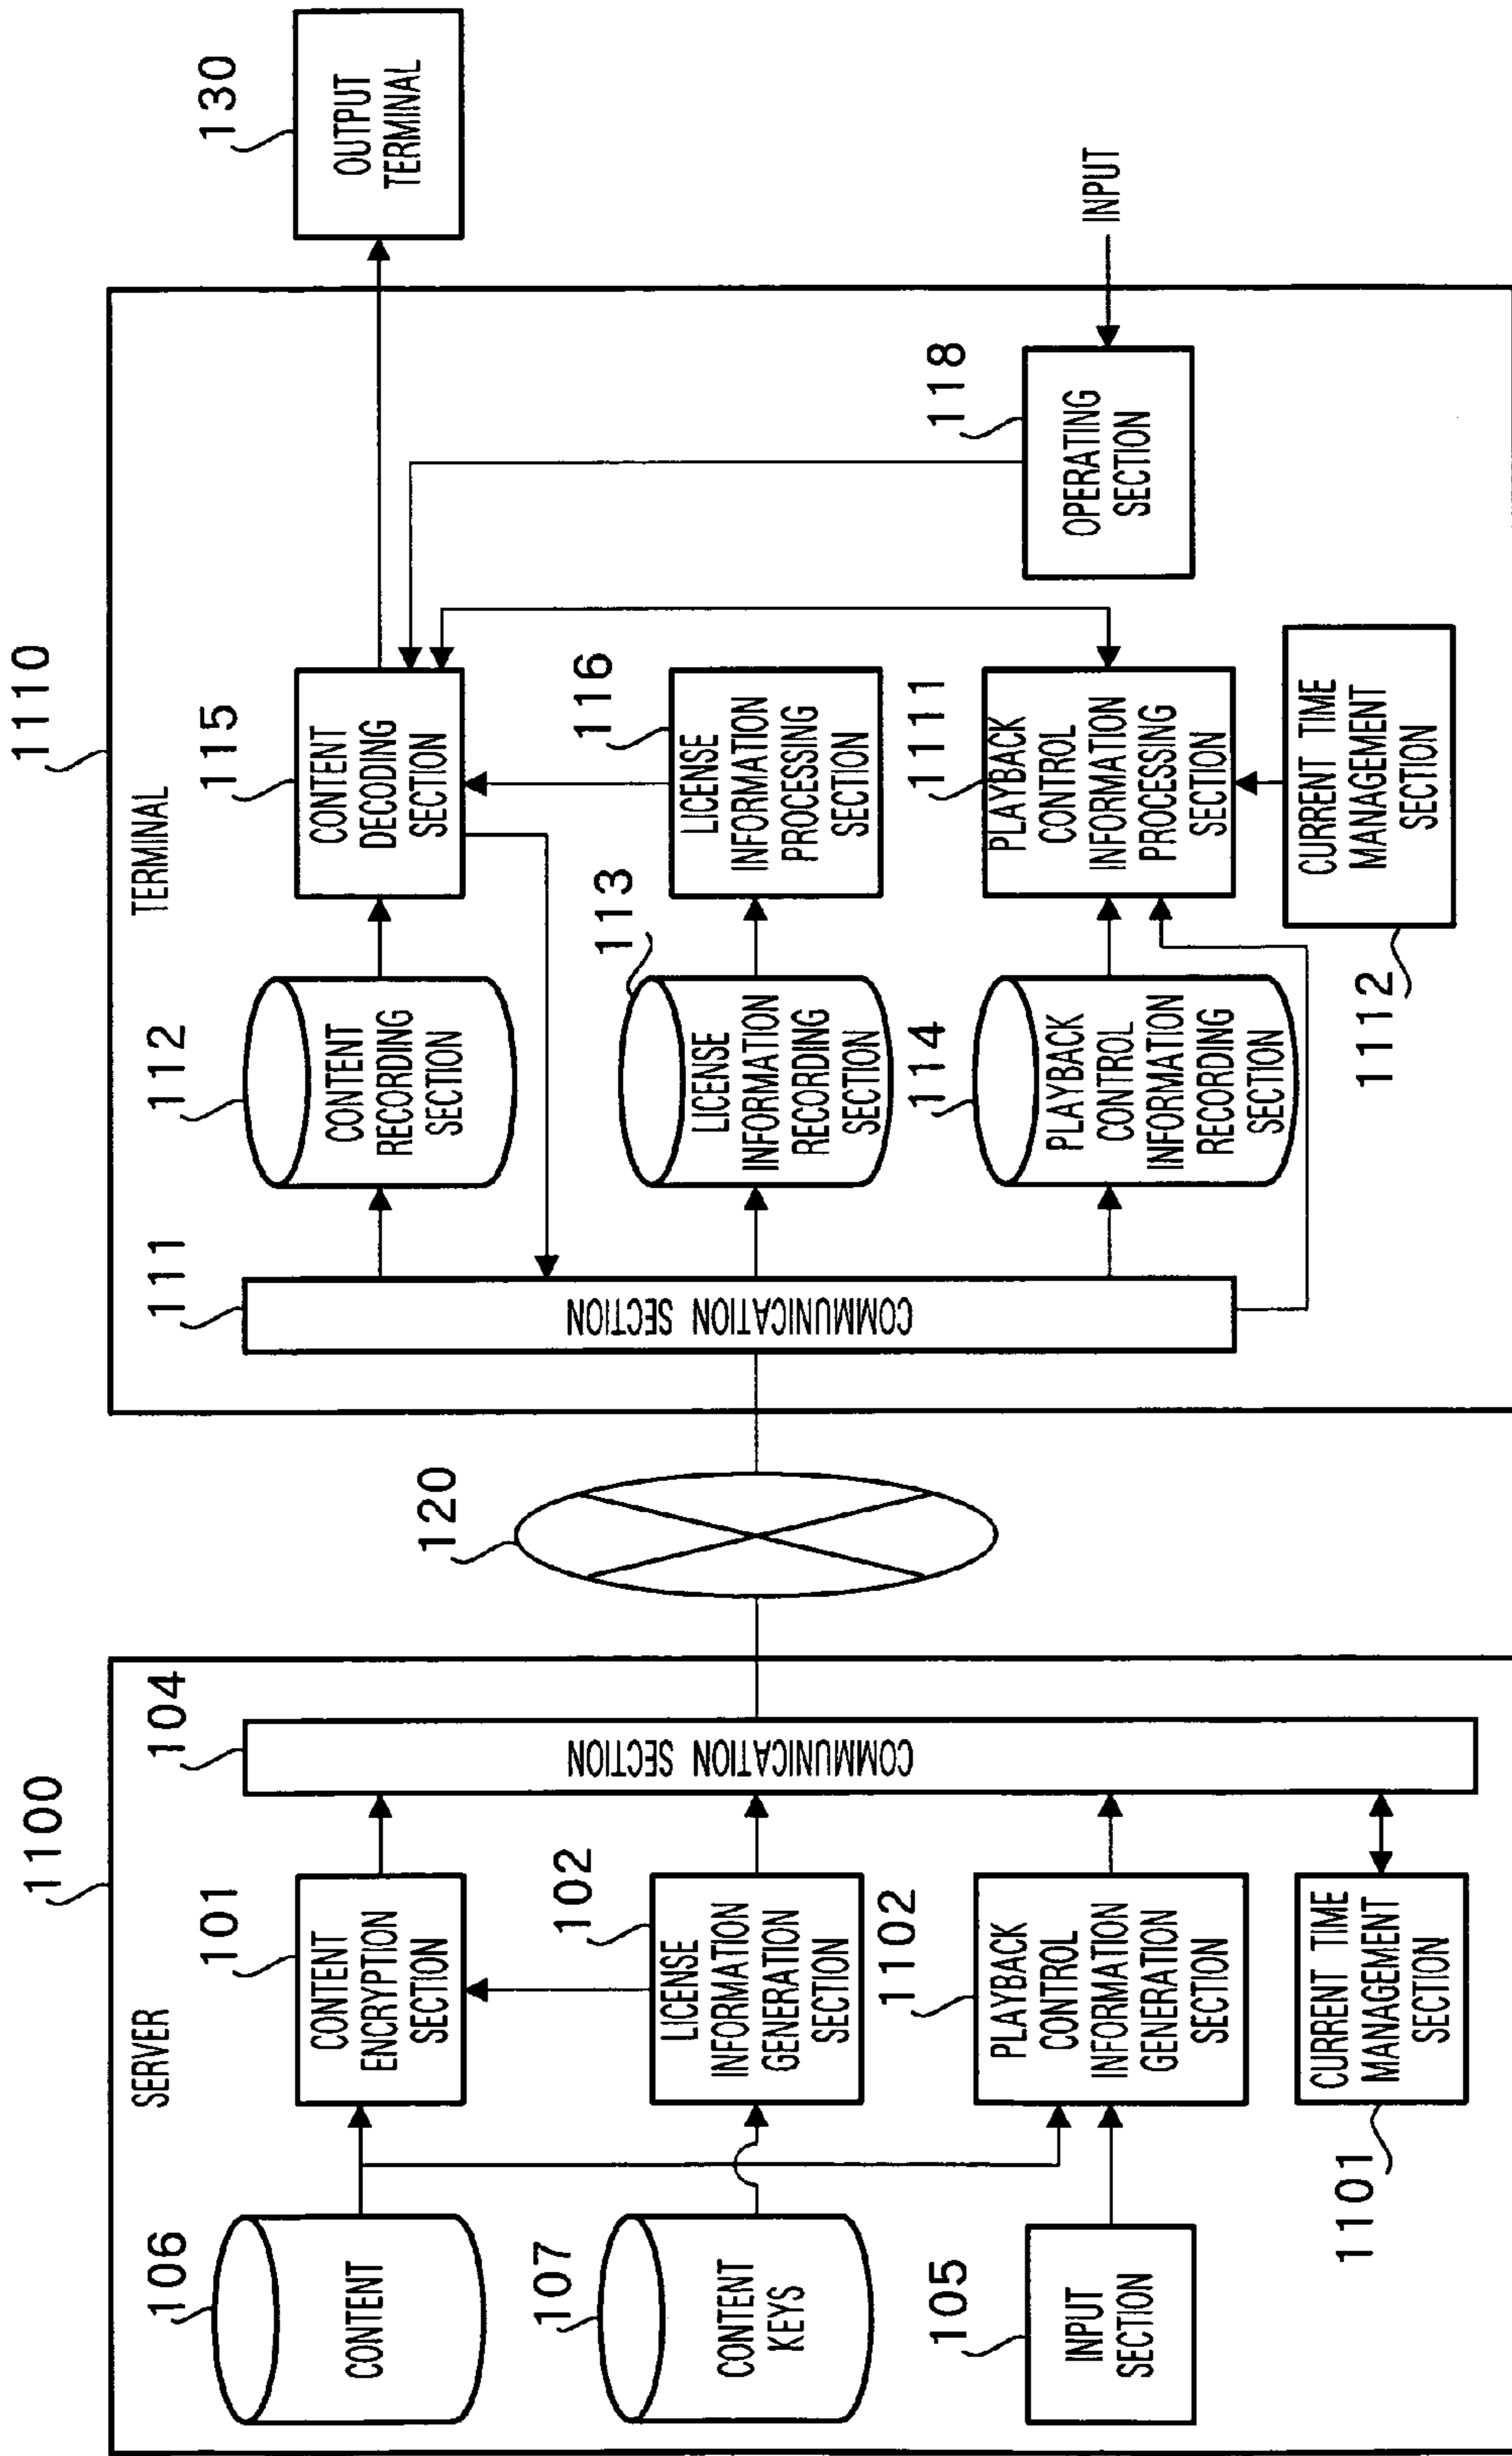 1100
SERVER
106
CONTENT
107
CONTENT
KEYS
105
INPUT
SECTION
101
CONTENT
ENCRYPTION
SECTION
102
LICENSE
INFORMATION
GENERATION
SECTION
1102
PLAYBACK
CONTROL
INFORMATION
GENERATION
SECTION
1101
CURRENT TIME
MANAGEMENT
SECTION
104
COMMUNICATION SECTION
120
1110
TERMINAL
111
COMMUNICATION SECTION
112
CONTENT
RECORDING
SECTION
113
LICENSE
INFORMATION
RECORDING
SECTION
114
PLAYBACK
CONTROL
INFORMATION
RECORDING
SECTION
115
CONTENT
DECODING
SECTION
116
LICENSE
INFORMATION
PROCESSING
SECTION
1111
PLAYBACK
CONTROL
INFORMATION
PROCESSING
SECTION
1112
CURRENT TIME
MANAGEMENT
SECTION
118
OPERATING
SECTION
INPUT
130
OUTPUT
TERMINAL